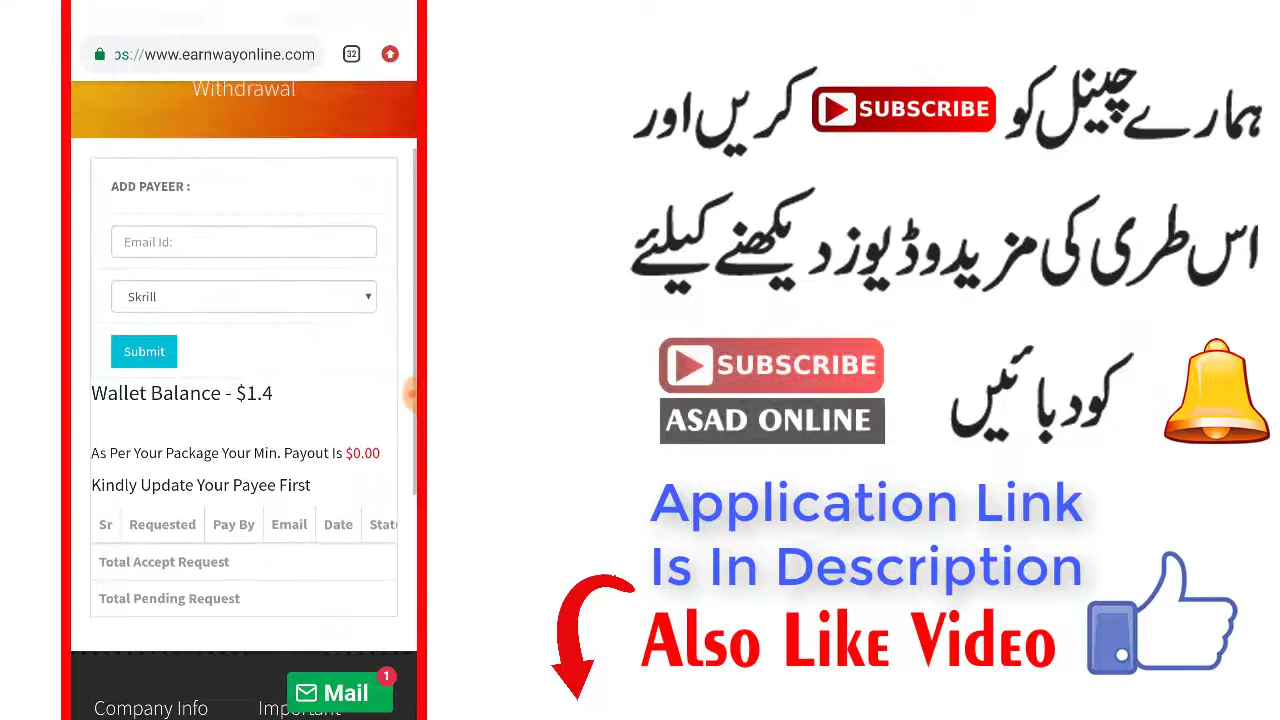 ps://www.earnwayonline.com
32
Withdrawal
ADD PAYEER :
Email Id:
Skrill
Submit
Wallet Balance - $1.4
As Per Your Package Your Min. Payout Is $0.00
Kindly Update Your Payee First
Sr Requested Pay By Email Date Statu
Total Accept Request
Total Pending Request
Mail 1
Company Info Important
ہمارے چینل کو SUBSCRIBE کریں اور
اس طری کی مزید وڈیوز دیکھنے کیلئے
SUBSCRIBE
ASAD ONLINE
کو دبائیں
Application Link
Is In Description
Also Like Video